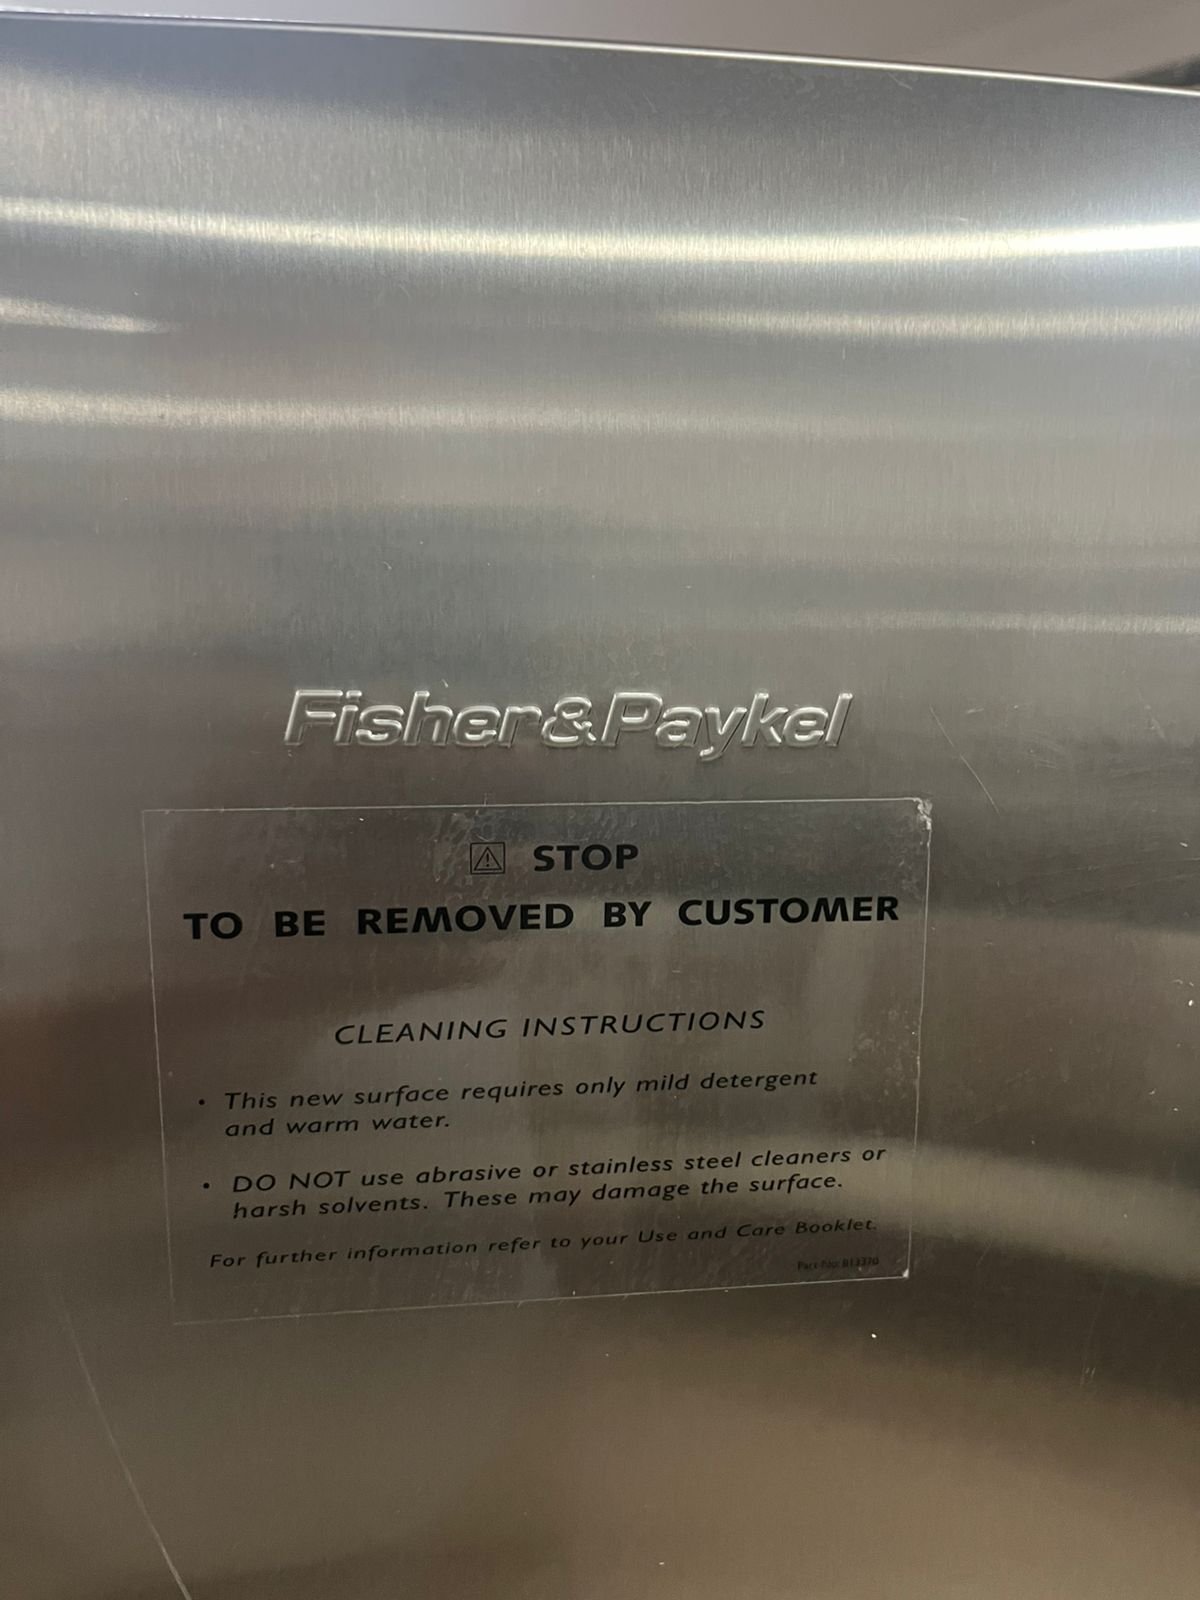 Fisher&Paykel
STOP
TO BE REMOVED BY CUSTOMER
CLEANING INSTRUCTIONS
• This new surface requires only mild detergent
and warm water.
• DO NOT use abrasive or stainless steel cleaners or
harsh solvents. These may damage the surface.
For further information refer to your Use and Care Booklet.
Part No: